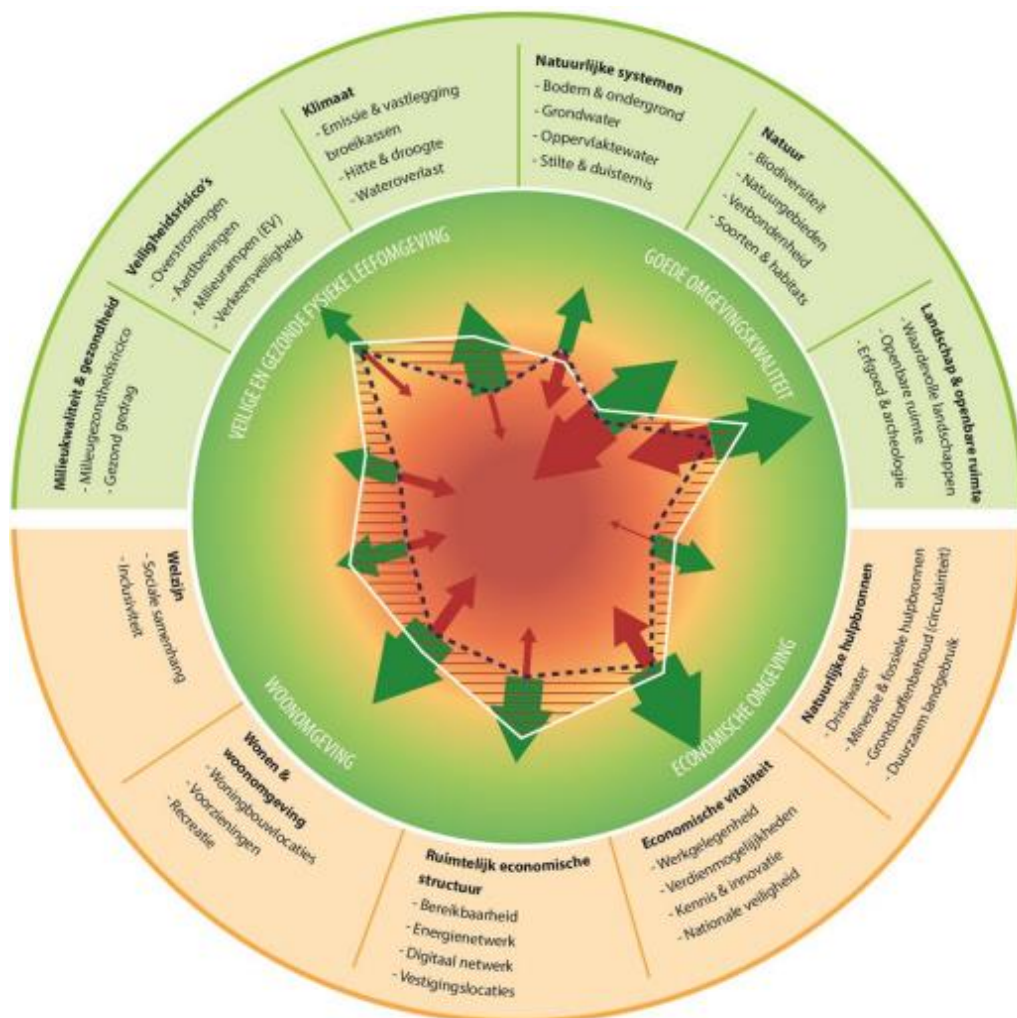 Milieukwaliteit & gezondheid
- Milieugezondheidsricico
- Gezond gedrag
Veiligheidsrisico's
- Overstromingen
- Aardbevingen
- Milieurampen (EV)
- Verkeersveiligheid
Klimaat
- Emissie & vastlegging
broeikassen
- Hitte & droogte
- Wateroverlast
Natuurlijke systemen
- Bodem & ondergrond
- Grondwater
- Oppervlaktewater
- Stilte & duisternis
Natuur
- Biodiversiteit
- Natuurgebieden
- Verbondenheid
- Soorten & habitats
Landschap & openbare ruimte
- Waardevolle landschappen
- Openbare ruimte
- Erfgoed & archeologie
VEILIGE EN GEZONDE FYSIEKE LEEFOMGEVING
GOEDE OMGEVINGSKWALITEIT
WOONOMGEVING
ECONOMISCHE OMGEVING
Welzijn
- Sociale samenhang
- Inclusiviteit
Wonen &
woonomgeving
- Woningbouwlocaties
- Voorzieningen
- Recreatie
Ruimtelijk economische
structuur
- Bereikbaarheid
- Energienetwerk
- Digitaal netwerk
- Vestigingslocaties
Economische vitaliteit
- Werkgelegenheid
- Verdienmogelijkheden
- Kennis & innovatie
- Nationale veiligheid
Natuurlijke hulpbronnen
- Drinkwater
- Minerale & fossiele hulpbronnen
- Grondstoffenbehoud (circulairiteit)
- Duurzaam landgebruik